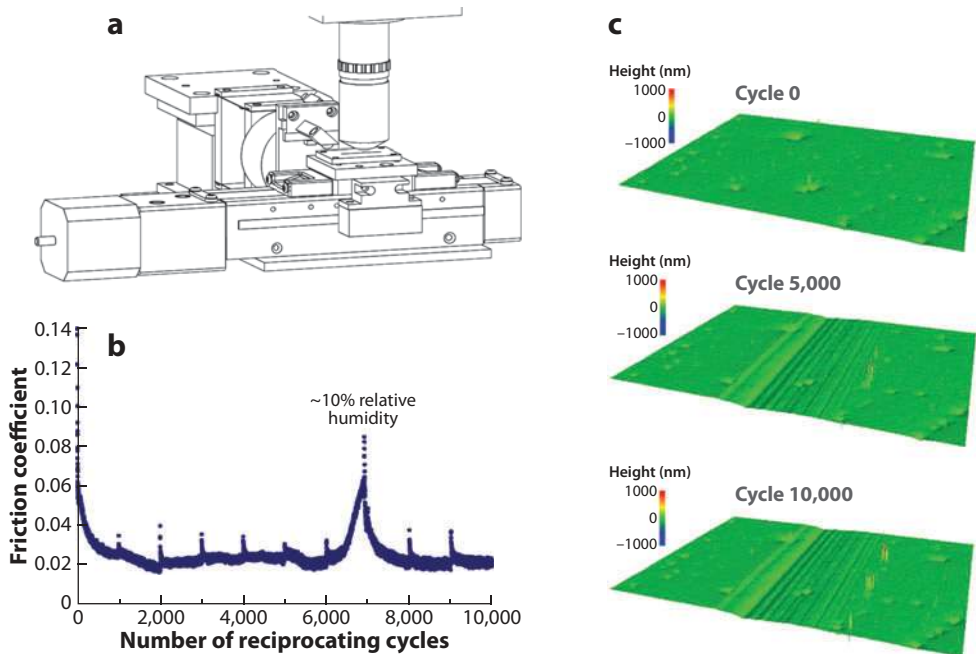 a
b
0.14
0.12
0.10
0.08
0.06
0.04
0.02
0
Friction coefficient
~10% relative
humidity
0 2,000 4,000 6,000 8,000 10,000
Number of reciprocating cycles
c
Height (nm)
1000
0
−1000
Cycle 0
Height (nm)
1000
0
−1000
Cycle 5,000
Height (nm)
1000
0
−1000
Cycle 10,000